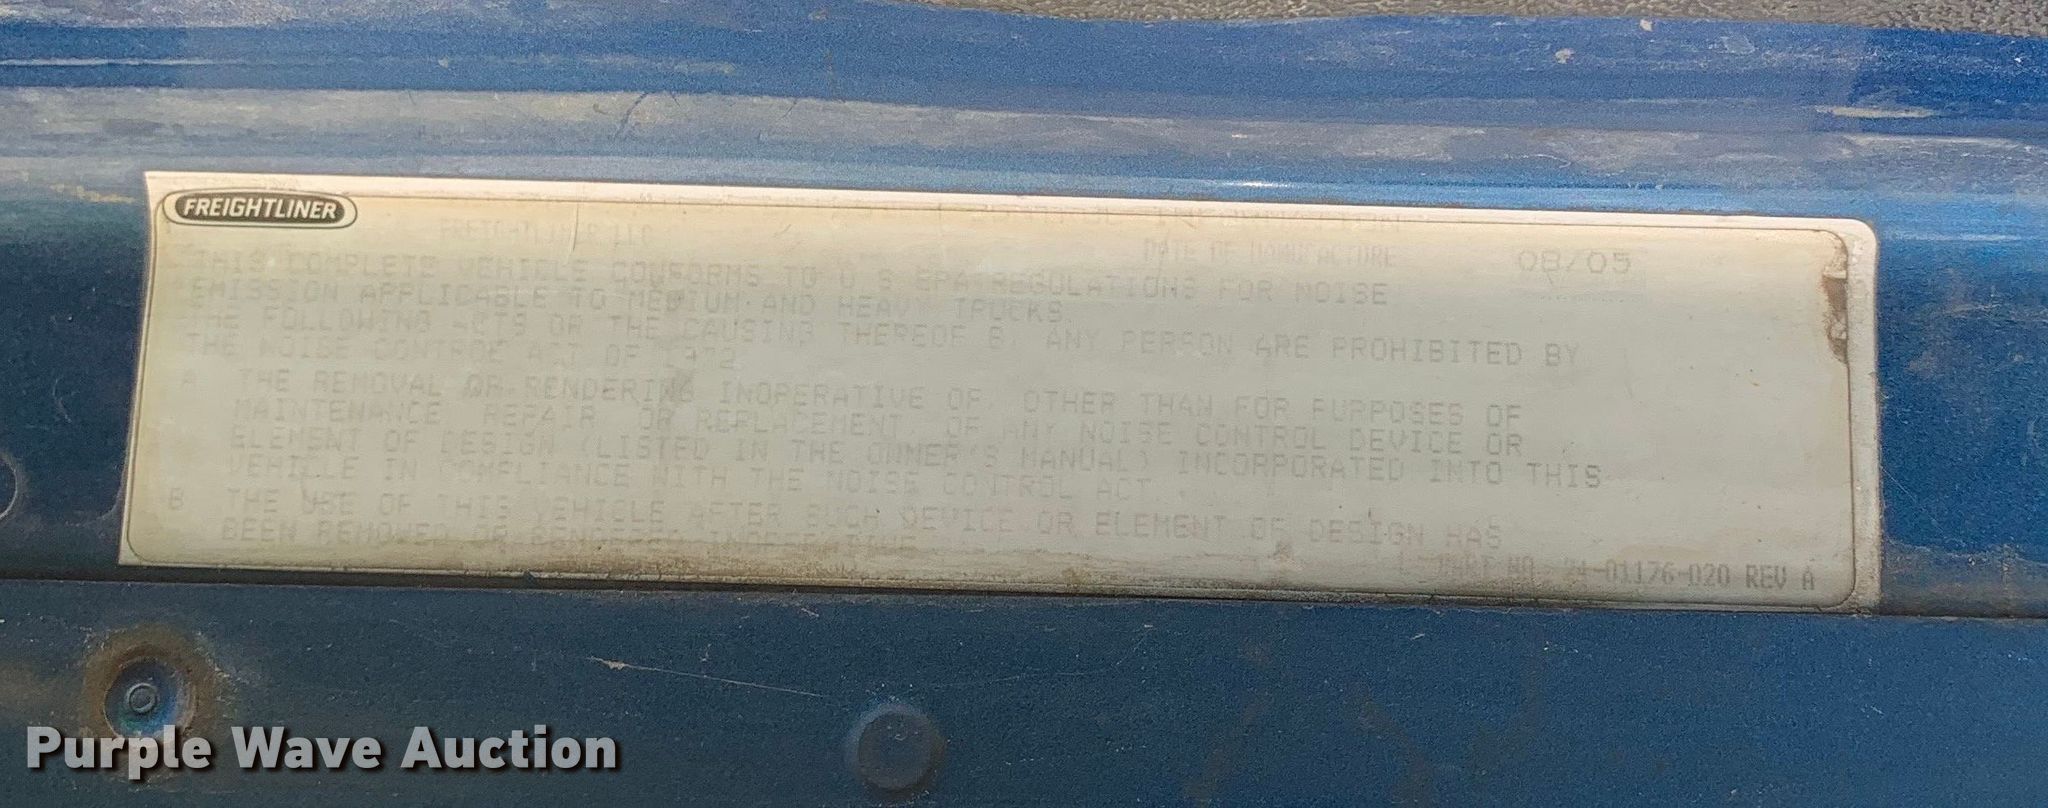 FREIGHTLINER
FREIGHTLINER LLC DATE OF MANUFACTURE 08/05
THIS COMPLETE VEHICLE CONFORMS TO U.S EPA REGULATIONS FOR NOISE
EMISSION APPLICABLE TO MEDIUM AND HEAVY TRUCKS.
THE FOLLOWING ACTS OR THE CAUSING THEREOF BY ANY PERSON ARE PROHIBITED BY
THE NOISE CONTROL ACT OF 1972
A THE REMOVAL OR RENDERING INOPERATIVE OF, OTHER THAN FOR PURPOSES OF
MAINTENANCE, REPAIR, OR REPLACEMENT, OF ANY NOISE CONTROL DEVICE OR
ELEMENT OF DESIGN (LISTED IN THE OWNER'S MANUAL) INCORPORATED INTO THIS
VEHICLE IN COMPLIANCE WITH THE NOISE CONTROL ACT.
B THE USE OF THIS VEHICLE AFTER SUCH DEVICE OR ELEMENT OF DESIGN HAS
BEEN REMOVED OR RENDERED INOPERATIVE
PART NO. 24-01176-020 REV A
Purple Wave Auction